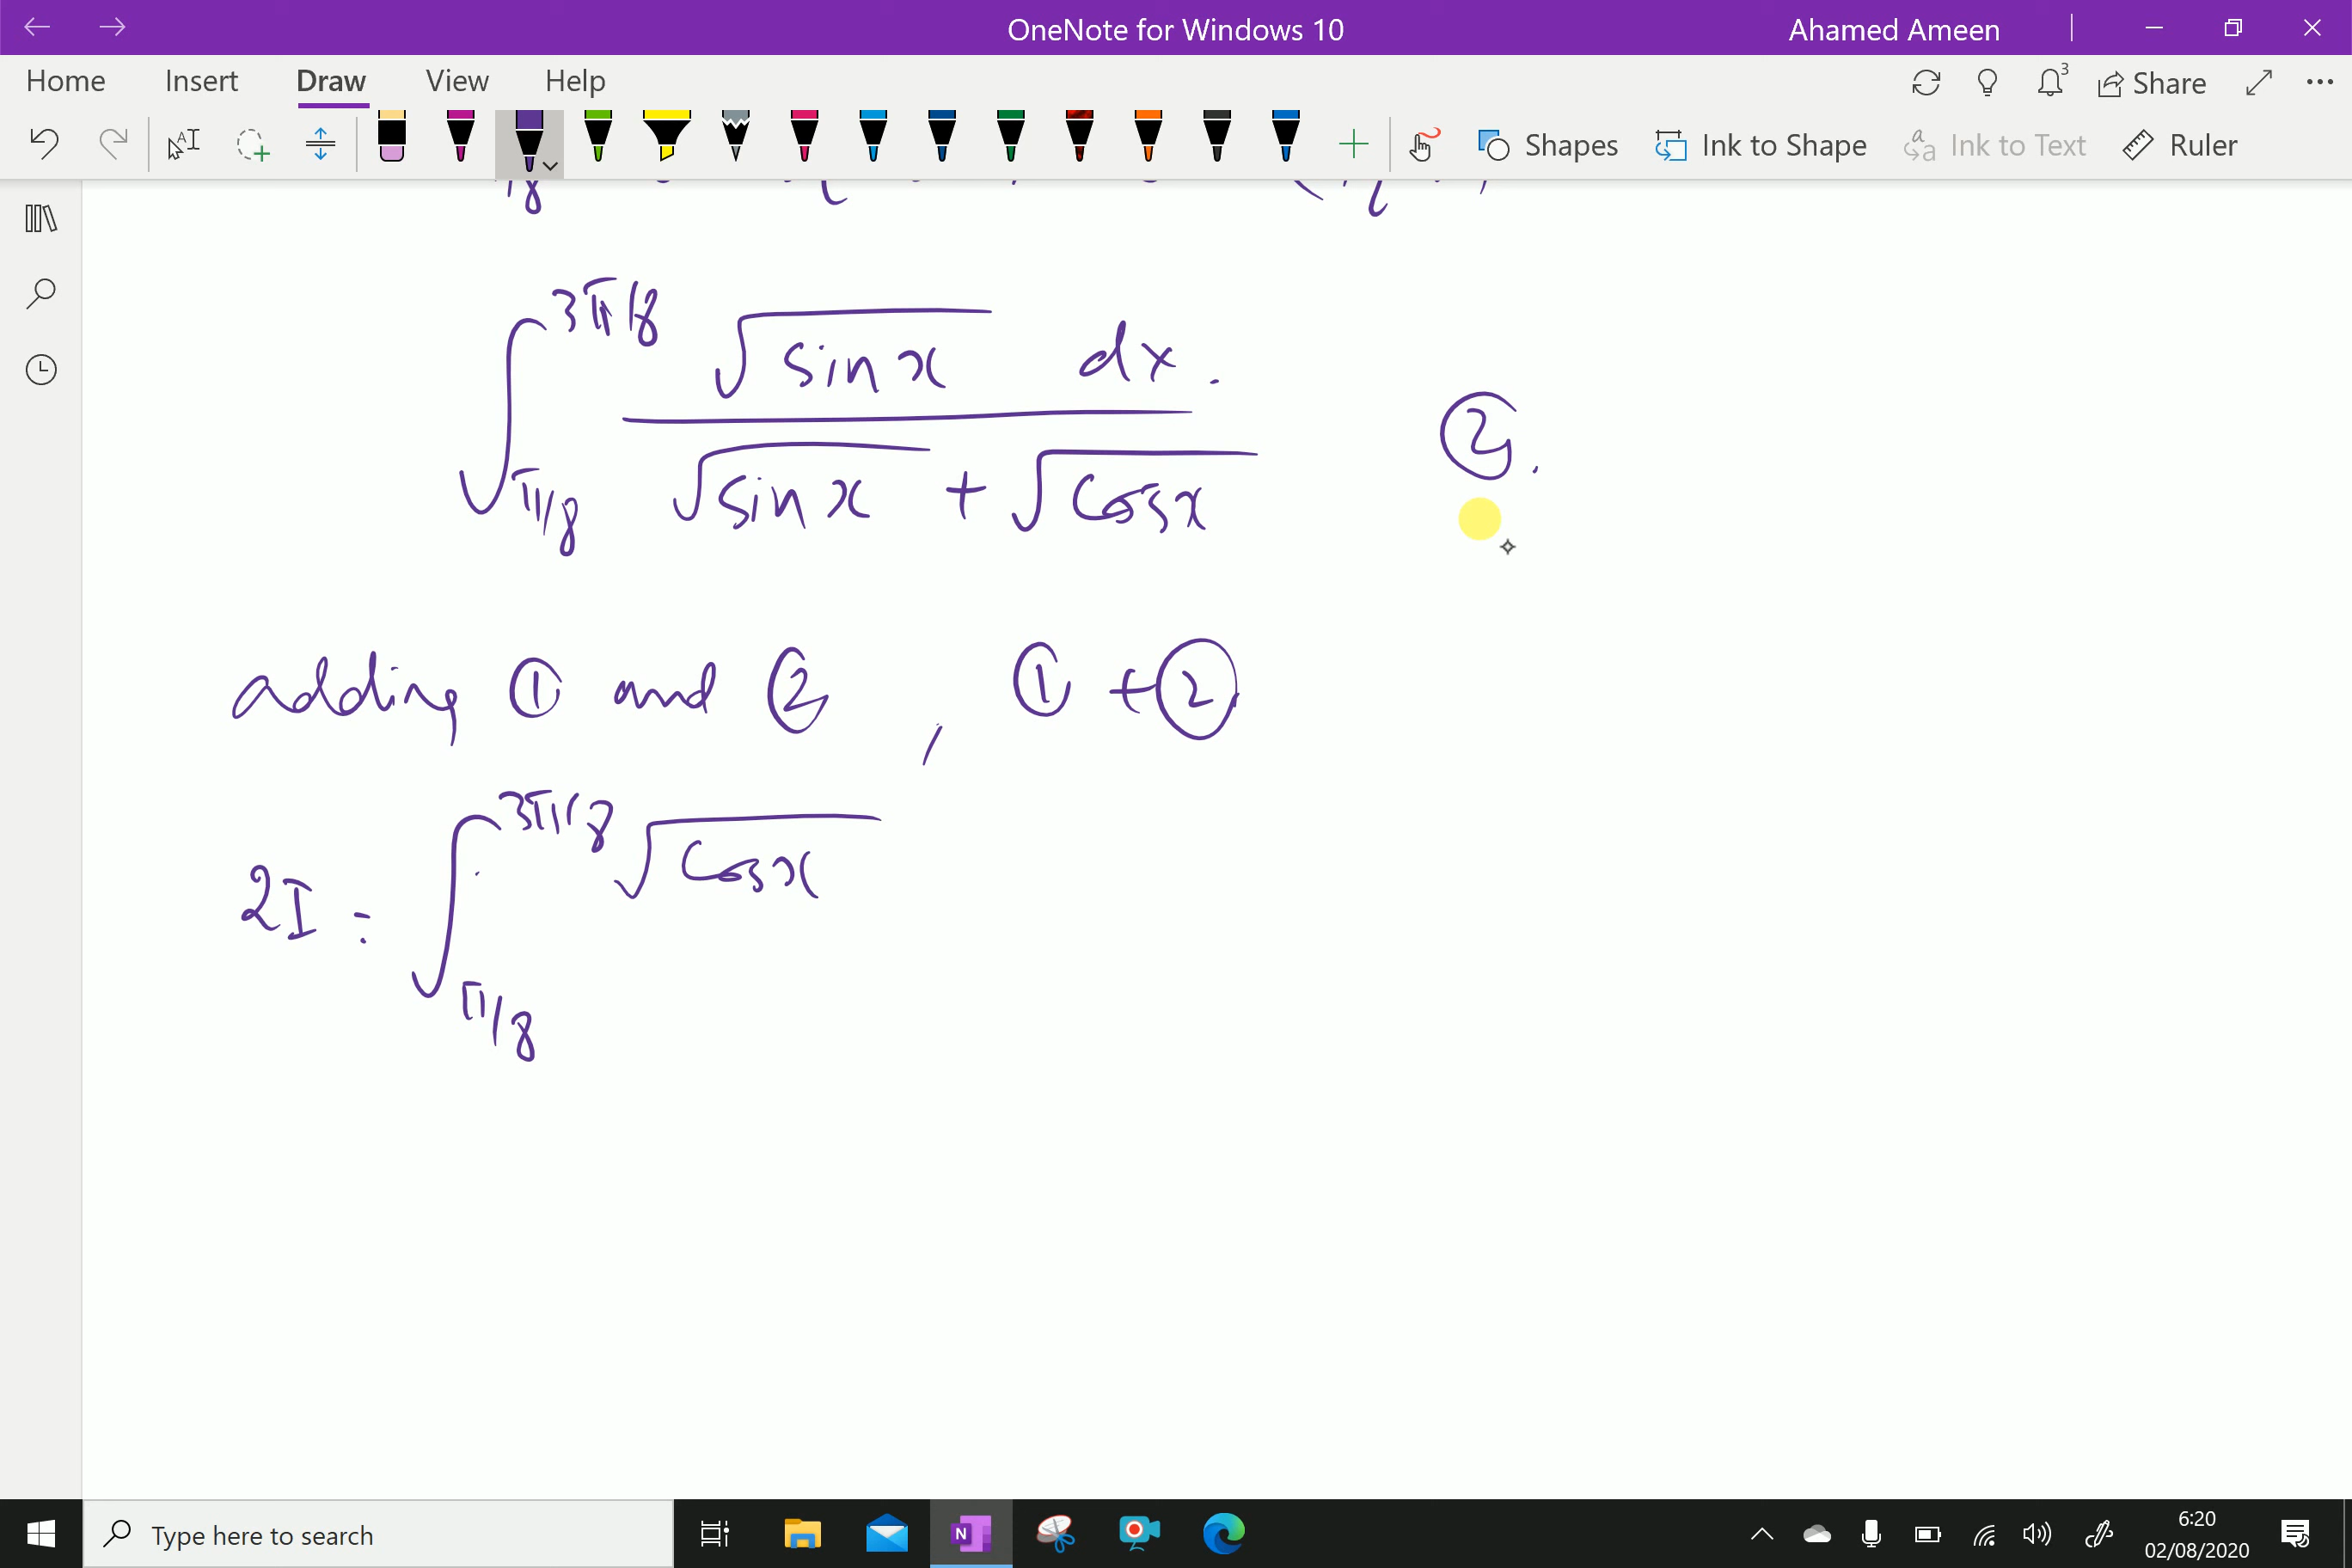 OneNote for Windows 10 Ahamed Ameen
Home Insert Draw View Help 3 Share
Shapes Ink to Shape Ink to Text Ruler
∫_{π/8}^{3π/8} √(sin x) dx. / (√(sin x) + √(cos x)) ②.
adding ① and ② , ① + ②
2I = ∫_{π/8}^{3π/8} √(cos x)
Type here to search
6:20
02/08/2020